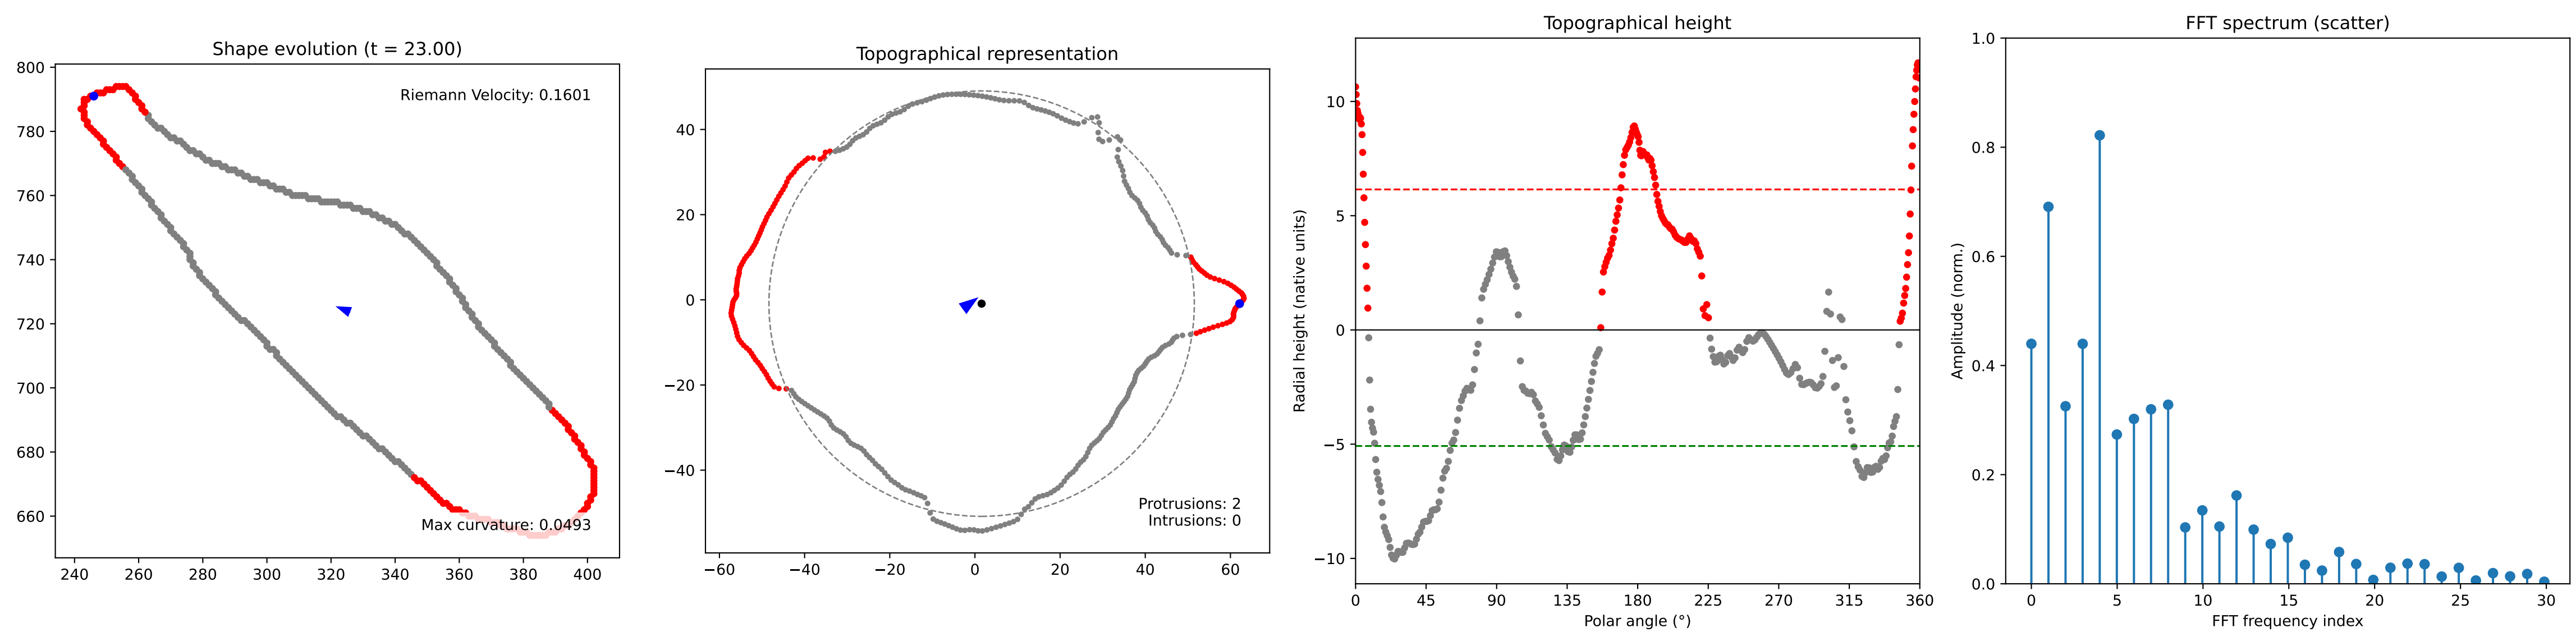 Shape evolution (t = 23.00)
Riemann Velocity: 0.1601
Max curvature: 0.0493
800
780
760
740
720
700
680
660
240 260 280 300 320 340 360 380 400
Topographical representation
40
20
0
−20
−40
−60 −40 −20 0 20 40 60
Protrusions: 2
Intrusions: 0
Topographical height
Radial height (native units)
10
5
0
−5
−10
0 45 90 135 180 225 270 315 360
Polar angle (°)
FFT spectrum (scatter)
Amplitude (norm.)
1.0
0.8
0.6
0.4
0.2
0.0
0 5 10 15 20 25 30
FFT frequency index